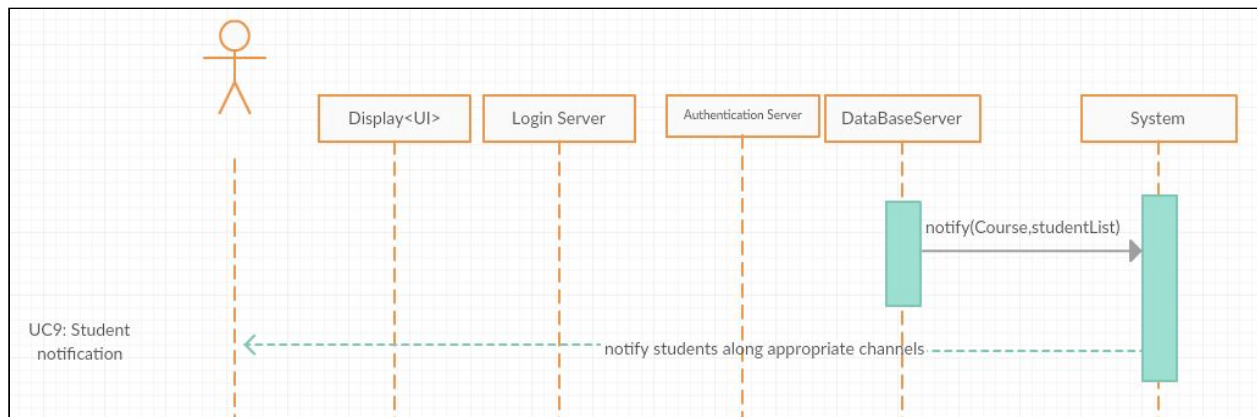 Display<UI>
Login Server
Authentication Server
DataBaseServer
System
notify(Course,studentList)
UC9: Student
notification
notify students along appropriate channels